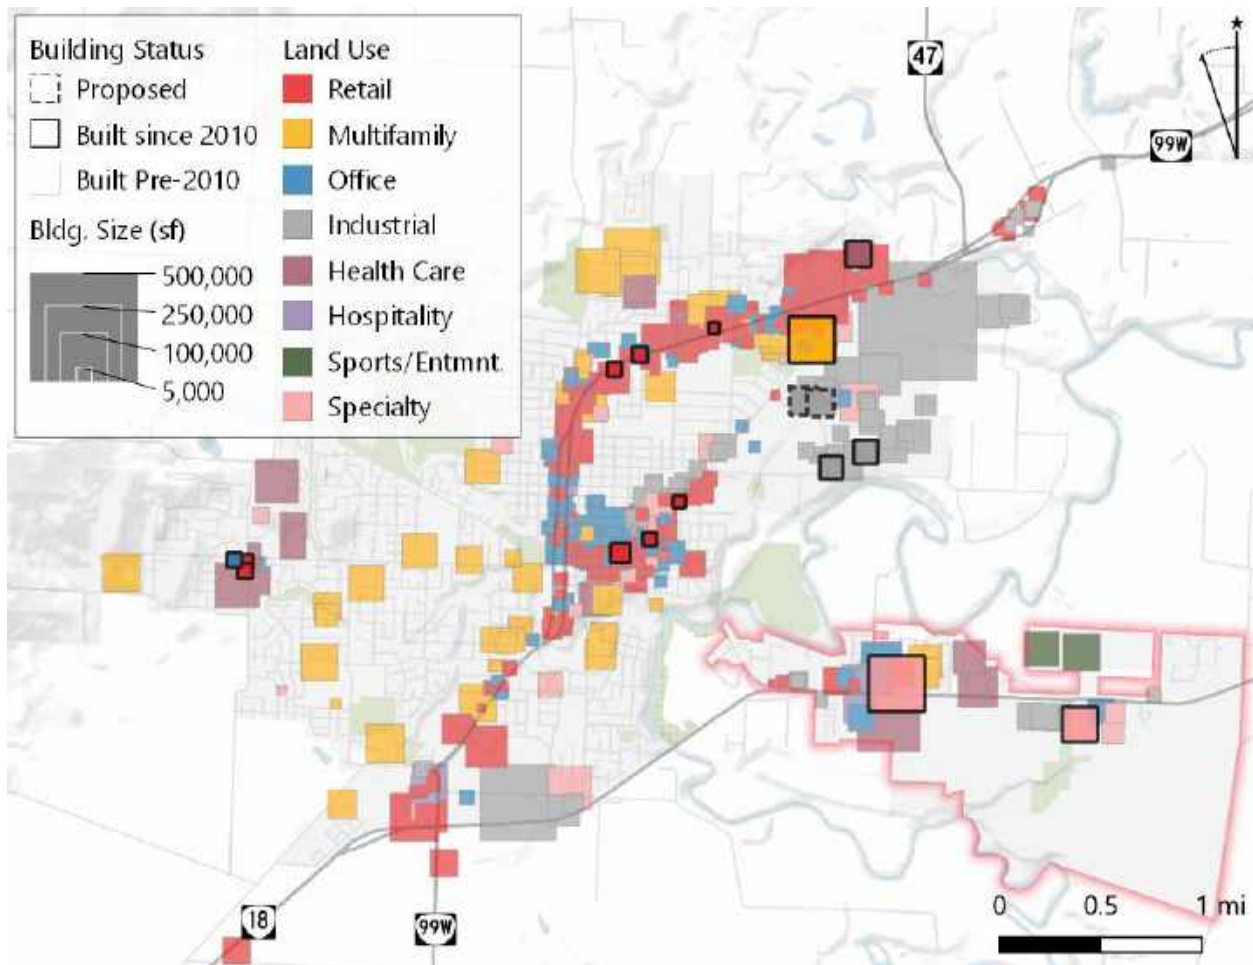 Building Status
Proposed
Built since 2010
Built Pre-2010
Bldg. Size (sf)
500,000
250,000
100,000
5,000
Land Use
Retail
Multifamily
Office
Industrial
Health Care
Hospitality
Sports/Entmnt.
Specialty
47
99W
18
99W
0 0.5 1 mi